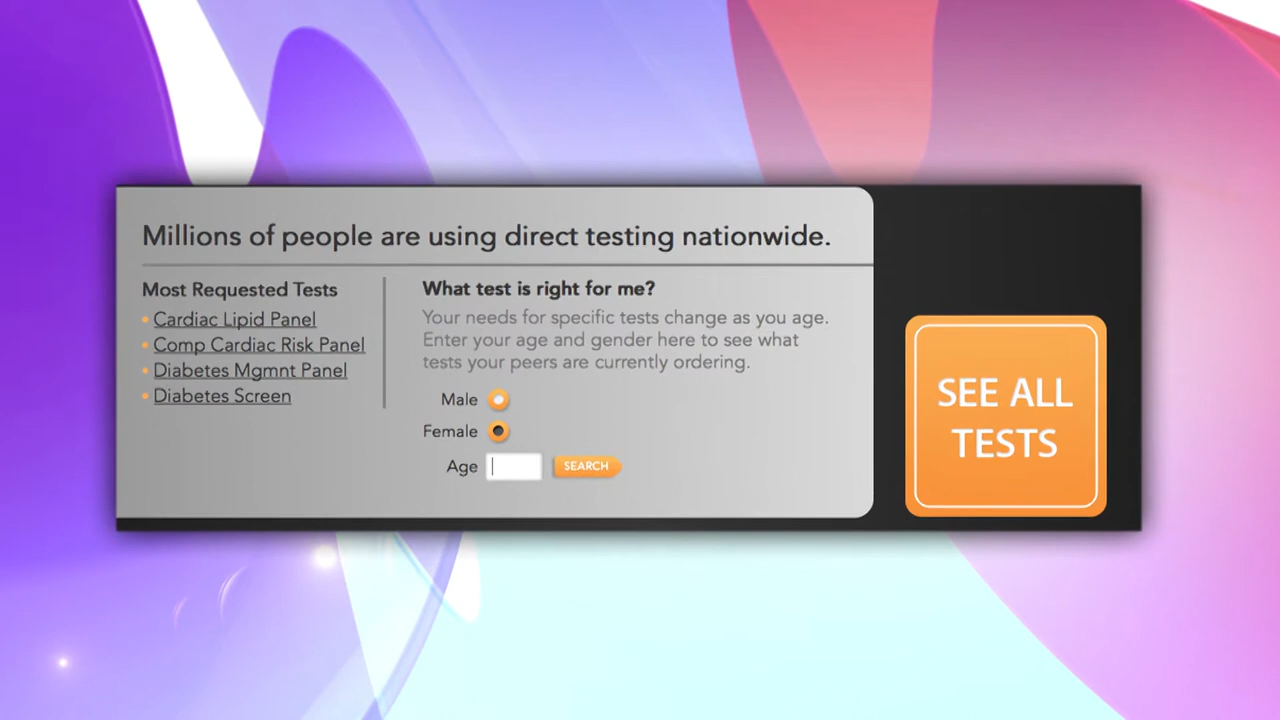 Millions of people are using direct testing nationwide.
Most Requested Tests
Cardiac Lipid Panel
Comp Cardiac Risk Panel
Diabetes Mgmnt Panel
Diabetes Screen
What test is right for me?
Your needs for specific tests change as you age.
Enter your age and gender here to see what
tests your peers are currently ordering.
Male
Female
Age
SEARCH
SEE ALL
TESTS